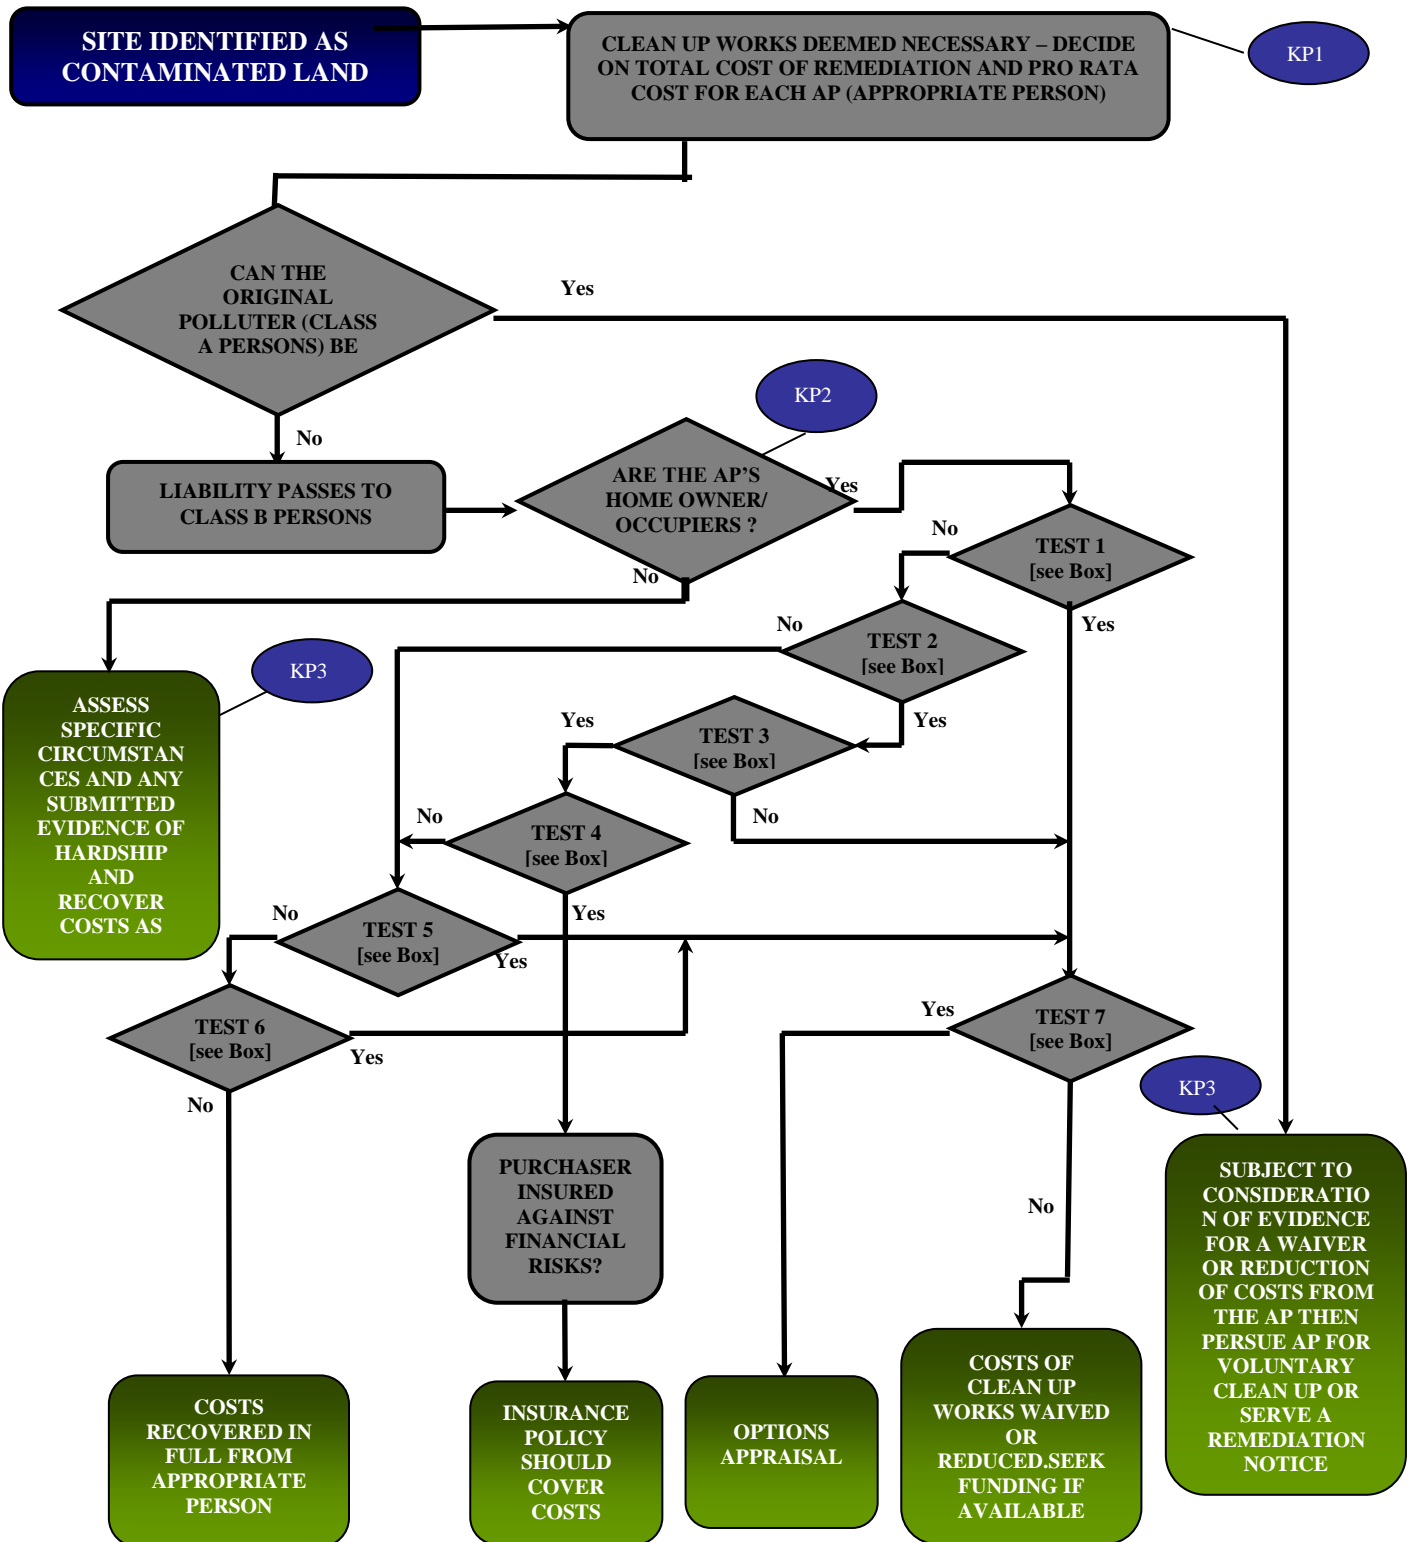 SITE IDENTIFIED AS
CONTAMINATED LAND
CLEAN UP WORKS DEEMED NECESSARY – DECIDE
ON TOTAL COST OF REMEDIATION AND PRO RATA
COST FOR EACH AP (APPROPRIATE PERSON)
KP1
CAN THE
ORIGINAL
POLLUTER (CLASS
A PERSONS) BE
Yes
No
LIABILITY PASSES TO
CLASS B PERSONS
KP2
ARE THE AP'S
HOME OWNER/
OCCUPIERS ?
Yes
No
TEST 1
[see Box]
No
Yes
TEST 2
[see Box]
No
Yes
KP3
ASSESS
SPECIFIC
CIRCUMSTAN
CES AND ANY
SUBMITTED
EVIDENCE OF
HARDSHIP
AND
RECOVER
COSTS AS
TEST 3
[see Box]
Yes
No
TEST 4
[see Box]
No
Yes
TEST 5
[see Box]
No
Yes
TEST 6
[see Box]
Yes
No
TEST 7
[see Box]
Yes
No
KP3
PURCHASER
INSURED
AGAINST
FINANCIAL
RISKS?
SUBJECT TO
CONSIDERATIO
N OF EVIDENCE
FOR A WAIVER
OR REDUCTION
OF COSTS FROM
THE AP THEN
PERSUE AP FOR
VOLUNTARY
CLEAN UP OR
SERVE A
REMEDIATION
NOTICE
COSTS
RECOVERED IN
FULL FROM
APPROPRIATE
PERSON
INSURANCE
POLICY
SHOULD
COVER
COSTS
OPTIONS
APPRAISAL
COSTS OF
CLEAN UP
WORKS WAIVED
OR
REDUCED.SEEK
FUNDING IF
AVAILABLE